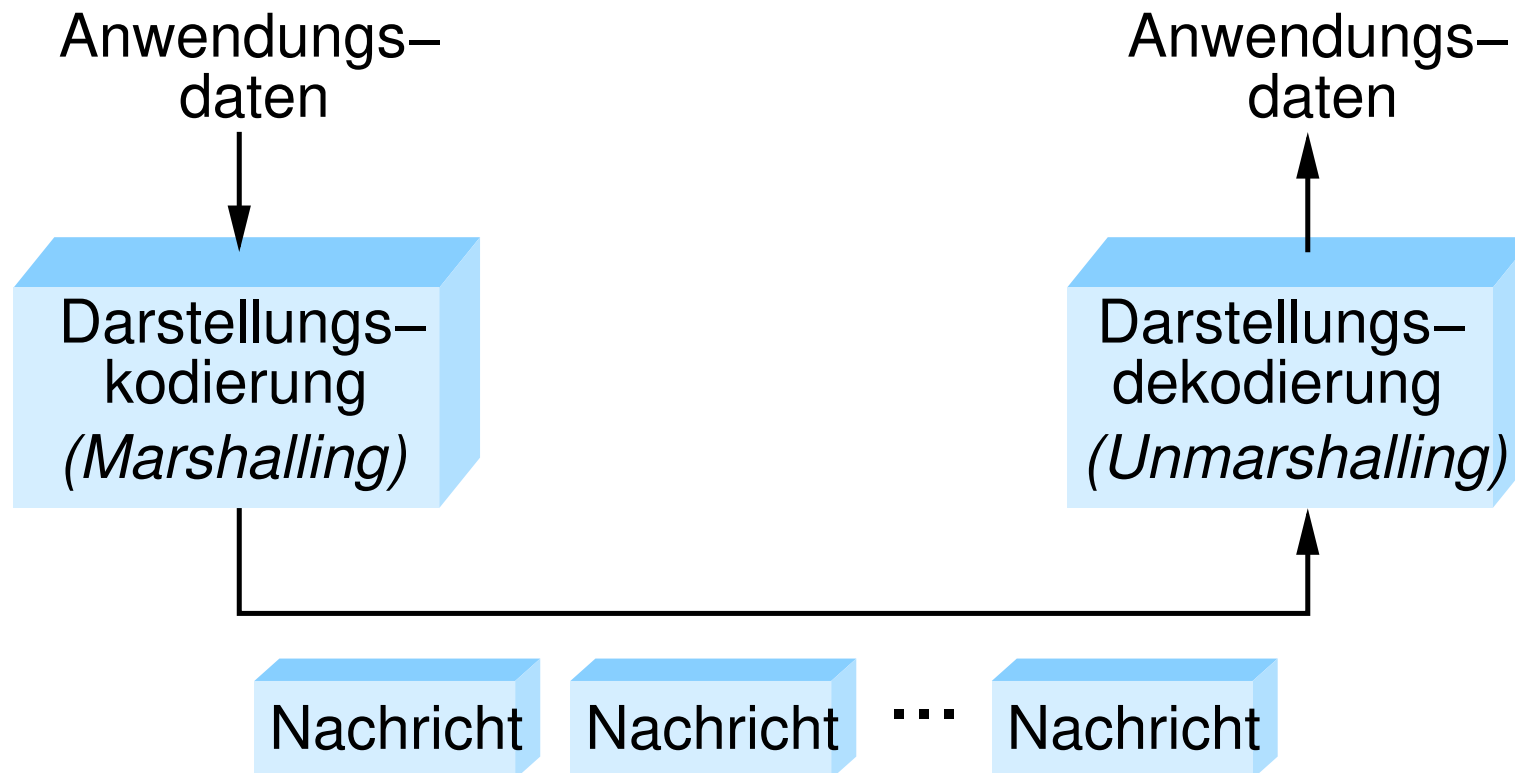 Anwendungs–
daten
Anwendungs–
daten
Darstellungs–
kodierung
(Marshalling)
Darstellungs–
dekodierung
(Unmarshalling)
Nachricht Nachricht ... Nachricht